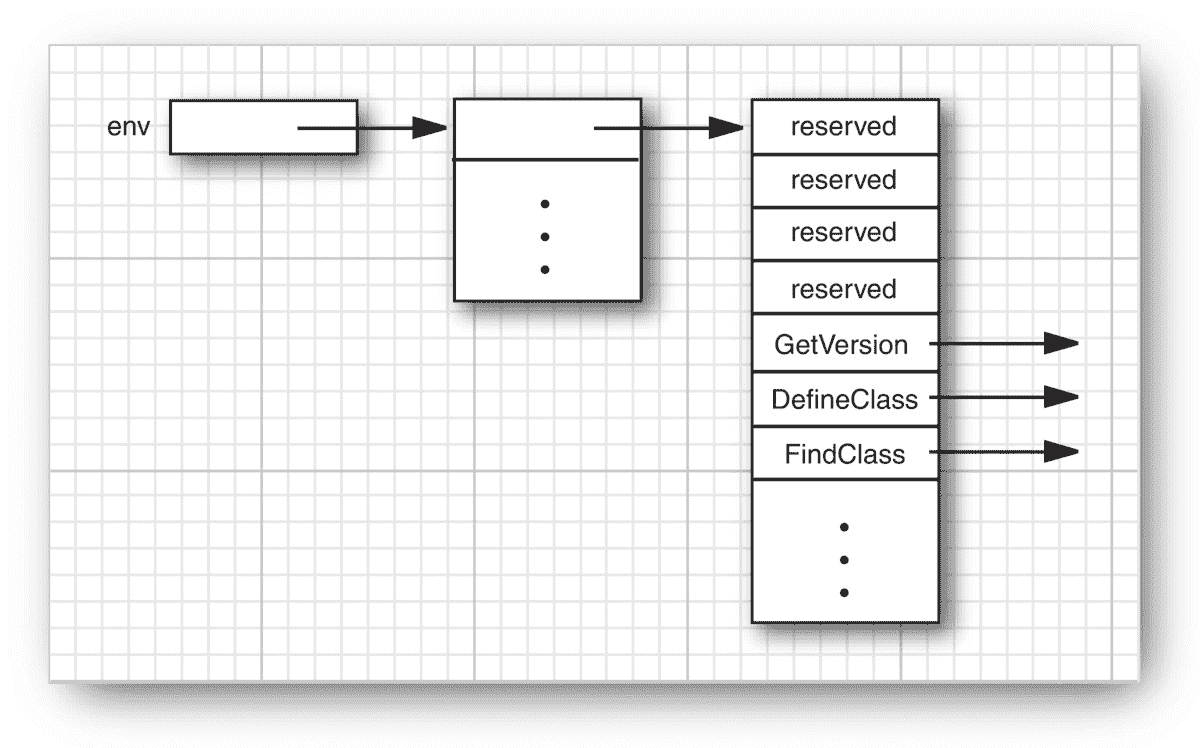 env
reserved
reserved
reserved
reserved
GetVersion
DefineClass
FindClass